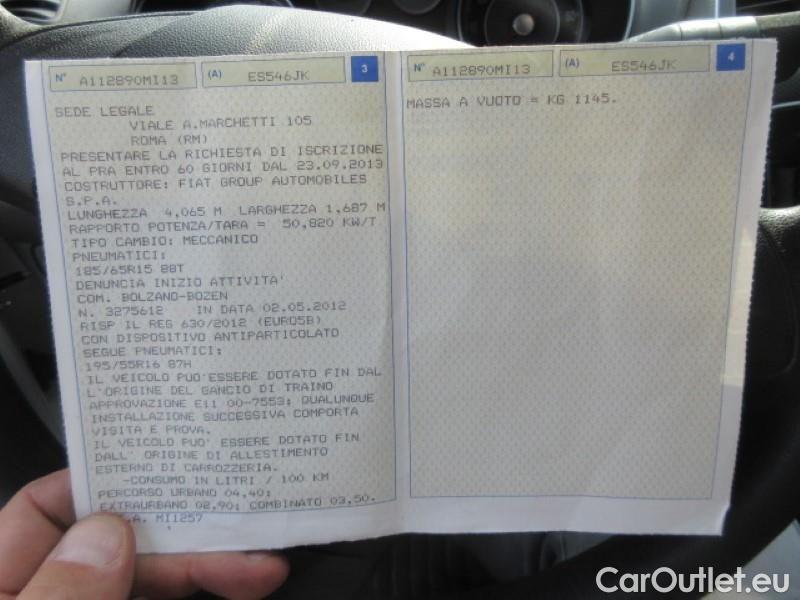 N° A112890MI13 (A) ES546JK 3
SEDE LEGALE
VIALE A.MARCHETTI 105
ROMA (RM)
PRESENTARE LA RICHIESTA DI ISCRIZIONE
AL PRA ENTRO 60 GIORNI DAL 23.09.2013
COSTRUTTORE: FIAT GROUP AUTOMOBILES
S.P.A.
LUNGHEZZA 4,065 M LARGHEZZA 1,687 M
RAPPORTO POTENZA/TARA = 50,820 KW/T
TIPO CAMBIO: MECCANICO
PNEUMATICI:
185/65R15 88T
DENUNCIA INIZIO ATTIVITA'
COM. BOLZANO-BOZEN
N. 3275612 IN DATA 02.05.2012
RISP IL REG 630/2012 (EURO5B)
CON DISPOSITIVO ANTIPARTICOLATO
SEGUE PNEUMATICI:
195/55R16 87H
IL VEICOLO PUO'ESSERE DOTATO FIN DAL
L'ORIGINE DEL GANCIO DI TRAINO
APPROVAZIONE E11 00-7553; QUALUNQUE
INSTALLAZIONE SUCCESSIVA COMPORTA
VISITA E PROVA.
IL VEICOLO PUO' ESSERE DOTATO FIN
DALL' ORIGINE DI ALLESTIMENTO
ESTERNO DI CARROZZERIA.
-CONSUMO IN LITRI / 100 KM
PERCORSO URBANO 04,40;
EXTRAURBANO 02,90; COMBINATO 03,50.
MI1257
N° A112890MI13 (A) ES546JK 4
MASSA A VUOTO = KG 1145.
CarOutlet.eu